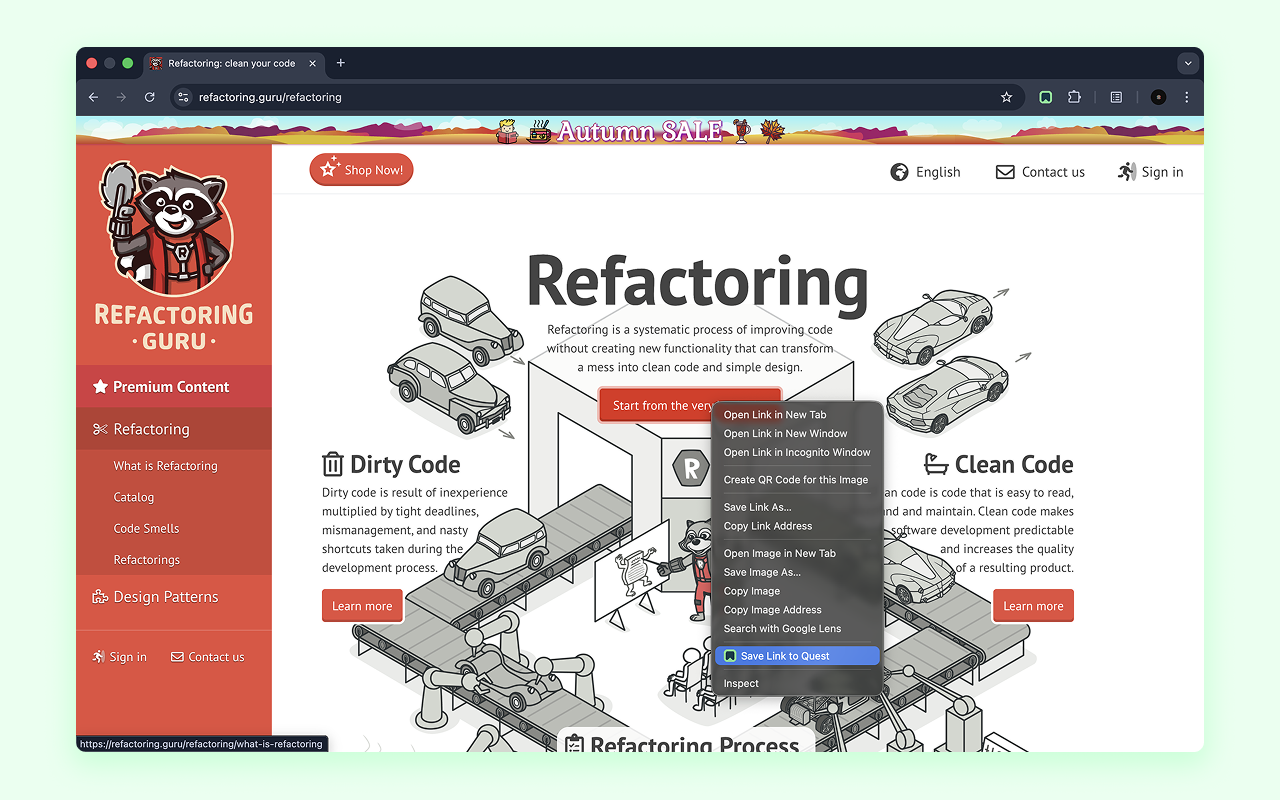 Refactoring: clean your code
refactoring.guru/refactoring
Autumn SALE
REFACTORING
· GURU ·
Premium Content
Refactoring
What is Refactoring
Catalog
Code Smells
Refactorings
Design Patterns
Sign in
Contact us
Shop Now!
English
Contact us
Sign in
Refactoring
Refactoring is a systematic process of improving code
without creating new functionality that can transform
a mess into clean code and simple design.
Start from the very
Dirty Code
Dirty code is result of inexperience
multiplied by tight deadlines,
mismanagement, and nasty
shortcuts taken during the
development process.
Learn more
R
Open Link in New Tab
Open Link in New Window
Open Link in Incognito Window
Create QR Code for this Image
Save Link As...
Copy Link Address
Open Image in New Tab
Save Image As...
Copy Image
Copy Image Address
Search with Google Lens
Save Link to Quest
Inspect
Clean Code
code is code that is easy to read,
and maintain. Clean code makes
software development predictable
and increases the quality
of a resulting product.
Learn more
Refactoring Process
https://refactoring.guru/refactoring/what-is-refactoring